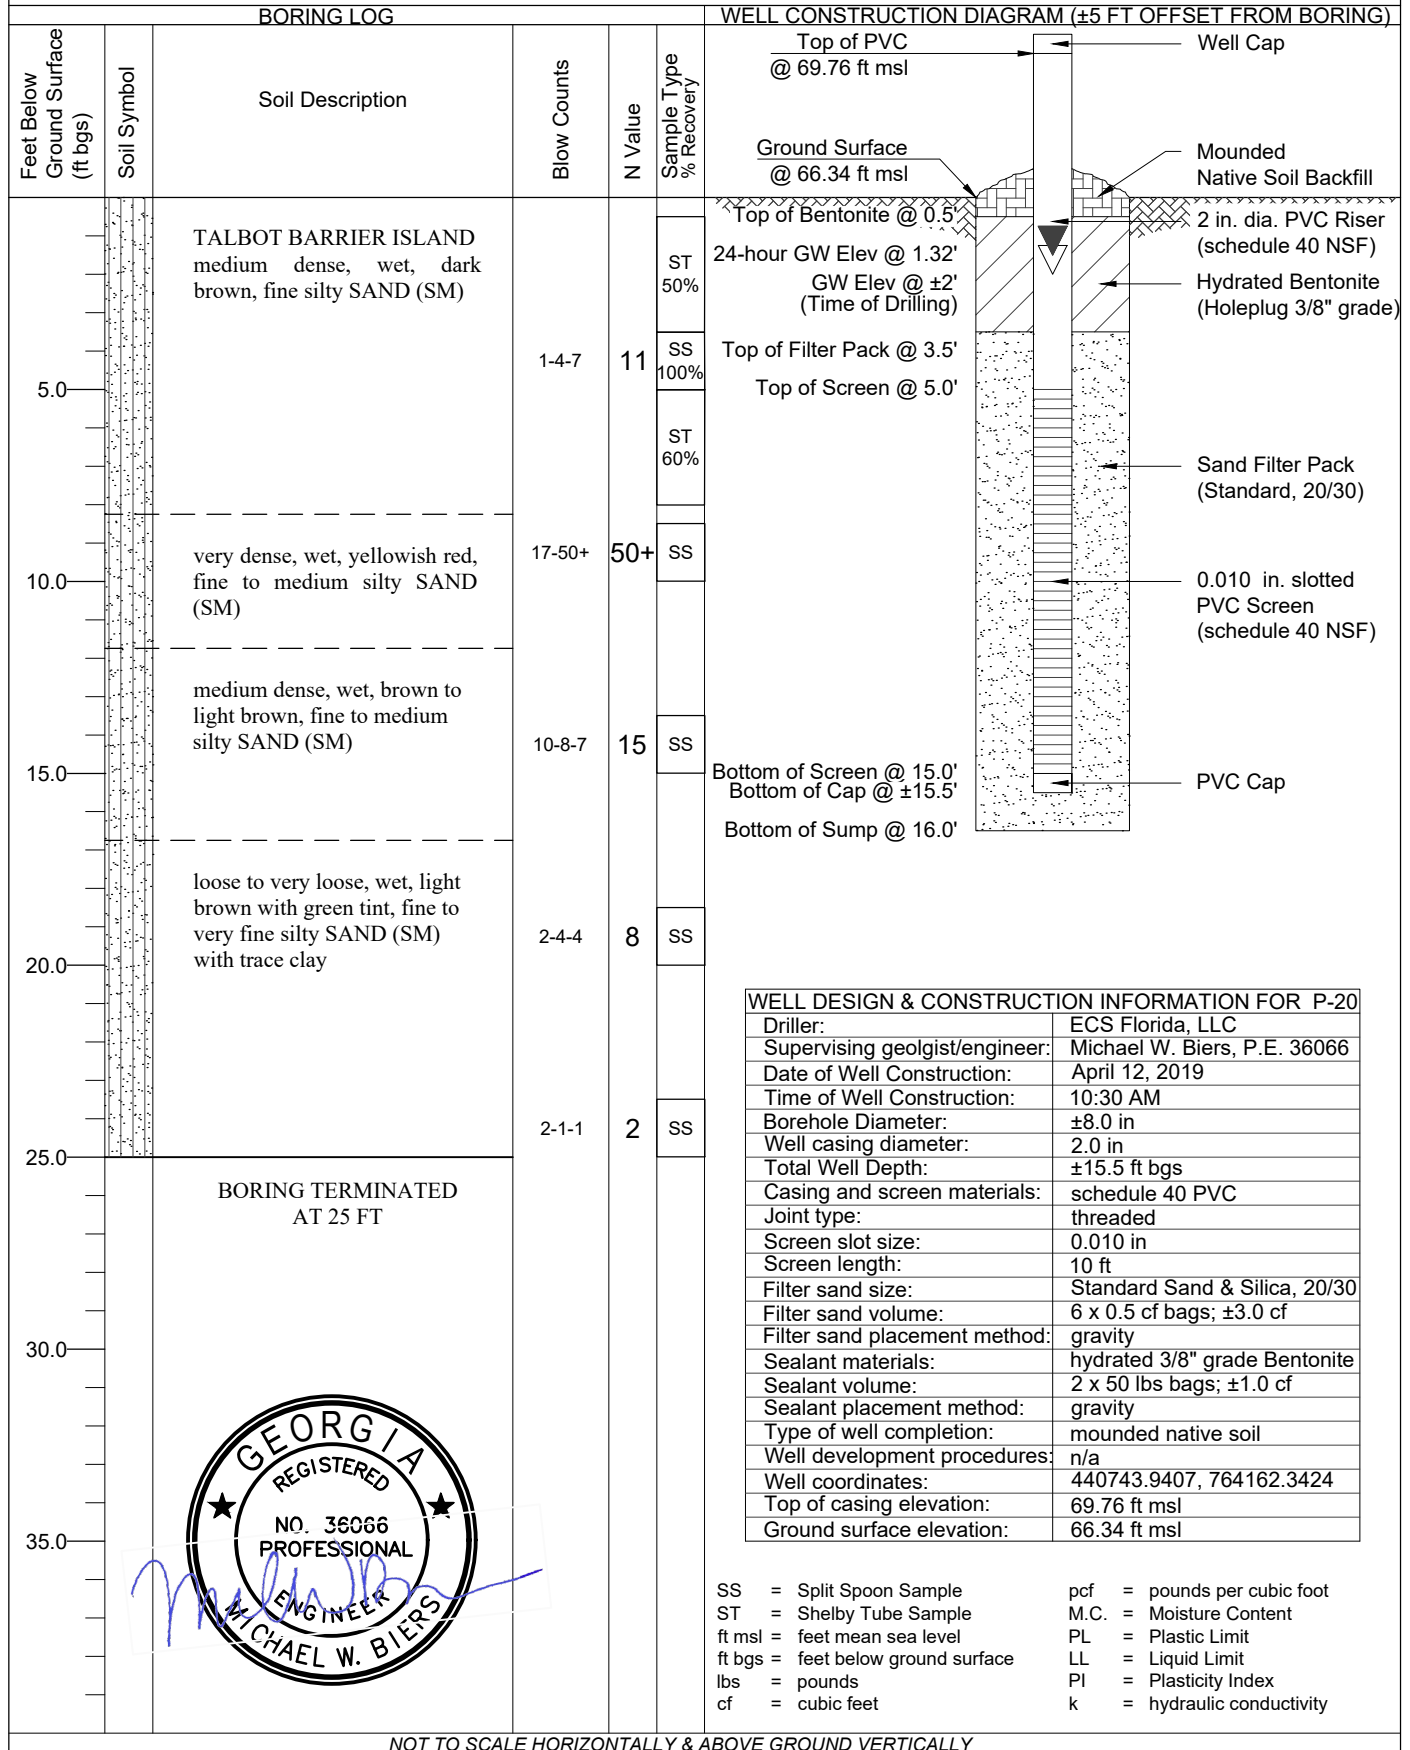 BORING LOG
WELL CONSTRUCTION DIAGRAM (±5 FT OFFSET FROM BORING)
Feet Below
Ground Surface
(ft bgs)
Soil Symbol
Soil Description
Blow Counts
N Value
Sample Type
% Recovery
TALBOT BARRIER ISLAND
medium dense, wet, dark
brown, fine silty SAND (SM)
ST
50%
1-4-7
11
SS
100%
5.0
ST
60%
very dense, wet, yellowish red,
fine to medium silty SAND
(SM)
17-50+
50+
SS
10.0
medium dense, wet, brown to
light brown, fine to medium
silty SAND (SM)
10-8-7
15
SS
15.0
loose to very loose, wet, light
brown with green tint, fine to
very fine silty SAND (SM)
with trace clay
2-4-4
8
SS
20.0
2-1-1
2
SS
25.0
BORING TERMINATED
AT 25 FT
30.0
35.0
GEORGIA
REGISTERED
NO. 36066
PROFESSIONAL
ENGINEER
MICHAEL W. BIERS
Top of PVC
@ 69.76 ft msl
Well Cap
Ground Surface
@ 66.34 ft msl
Mounded
Native Soil Backfill
Top of Bentonite @ 0.5'
2 in. dia. PVC Riser
(schedule 40 NSF)
24-hour GW Elev @ 1.32'
GW Elev @ ±2'
(Time of Drilling)
Hydrated Bentonite
(Holeplug 3/8" grade)
Top of Filter Pack @ 3.5'
Top of Screen @ 5.0'
Sand Filter Pack
(Standard, 20/30)
0.010 in. slotted
PVC Screen
(schedule 40 NSF)
Bottom of Screen @ 15.0'
Bottom of Cap @ ±15.5'
PVC Cap
Bottom of Sump @ 16.0'
WELL DESIGN & CONSTRUCTION INFORMATION FOR P-20
Driller: ECS Florida, LLC
Supervising geolgist/engineer: Michael W. Biers, P.E. 36066
Date of Well Construction: April 12, 2019
Time of Well Construction: 10:30 AM
Borehole Diameter: ±8.0 in
Well casing diameter: 2.0 in
Total Well Depth: ±15.5 ft bgs
Casing and screen materials: schedule 40 PVC
Joint type: threaded
Screen slot size: 0.010 in
Screen length: 10 ft
Filter sand size: Standard Sand & Silica, 20/30
Filter sand volume: 6 x 0.5 cf bags; ±3.0 cf
Filter sand placement method: gravity
Sealant materials: hydrated 3/8" grade Bentonite
Sealant volume: 2 x 50 lbs bags; ±1.0 cf
Sealant placement method: gravity
Type of well completion: mounded native soil
Well development procedures: n/a
Well coordinates: 440743.9407, 764162.3424
Top of casing elevation: 69.76 ft msl
Ground surface elevation: 66.34 ft msl
SS = Split Spoon Sample
ST = Shelby Tube Sample
ft msl = feet mean sea level
ft bgs = feet below ground surface
lbs = pounds
cf = cubic feet
pcf = pounds per cubic foot
M.C. = Moisture Content
PL = Plastic Limit
LL = Liquid Limit
PI = Plasticity Index
k = hydraulic conductivity
NOT TO SCALE HORIZONTALLY & ABOVE GROUND VERTICALLY